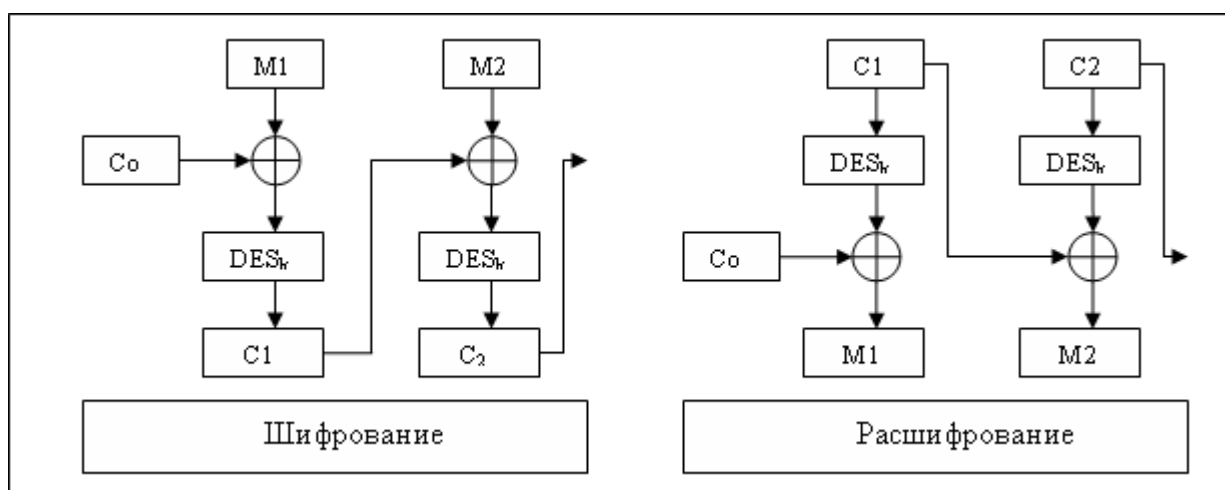 M1 M2
Co
DESk DESk
C1 C2
Шифрование
C1 C2
DESk DESk
Co
M1 M2
Расшифрование